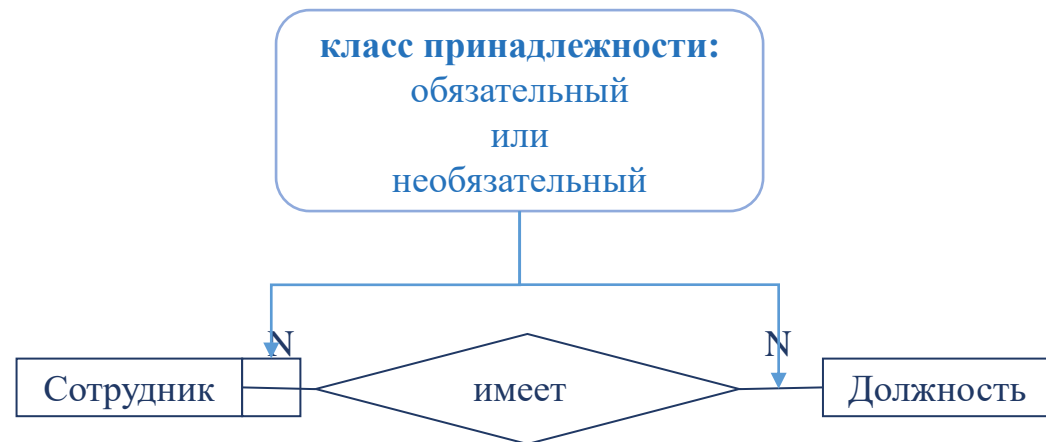 класс принадлежности:
обязательный
или
необязательный
N
N
Сотрудник
имеет
Должность